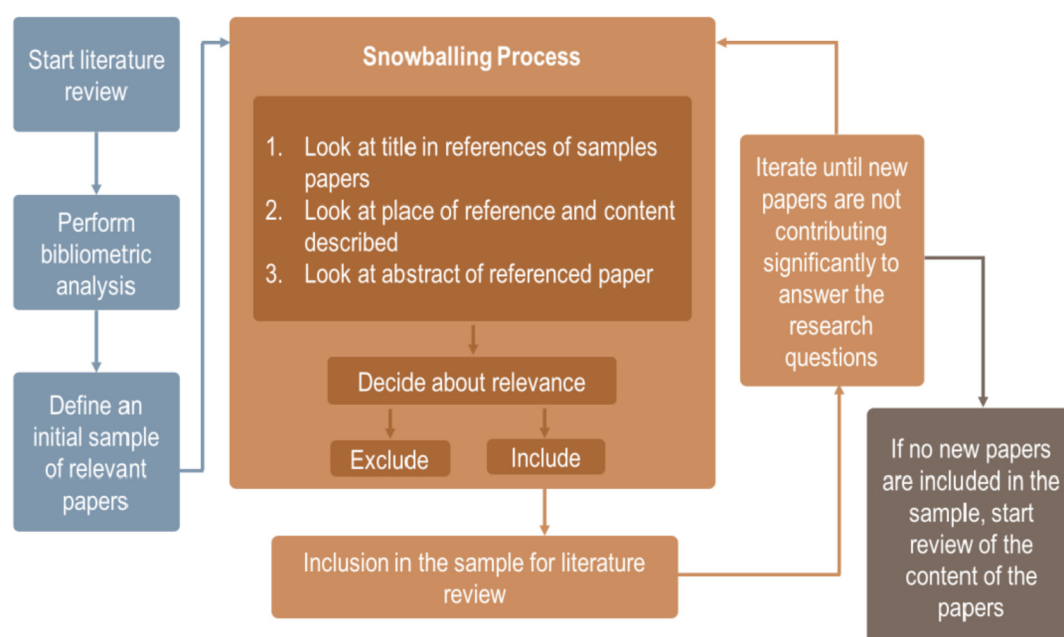 Start literature
review
Perform
bibliometric
analysis
Define an
initial sample
of relevant
papers
Snowballing Process
1. Look at title in references of samples
papers
2. Look at place of reference and content
described
3. Look at abstract of referenced paper
Decide about relevance
Exclude
Include
Inclusion in the sample for literature
review
Iterate until new
papers are not
contributing
significantly to
answer the
research
questions
If no new papers
are included in the
sample, start
review of the
content of the
papers